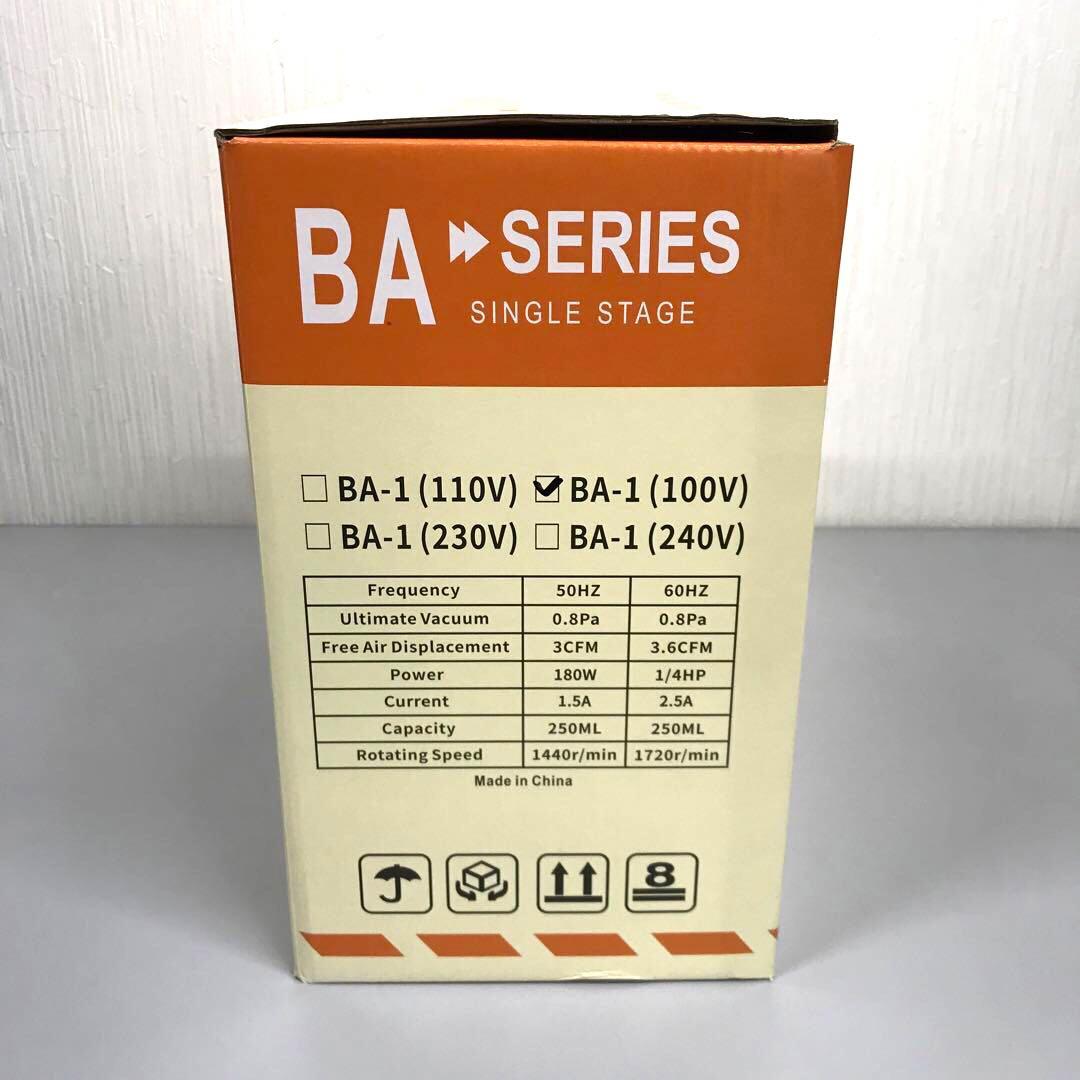 BA SERIES
SINGLE STAGE
BA-1 (110V) BA-1 (100V)
BA-1 (230V) BA-1 (240V)
Frequency 50HZ 60HZ
Ultimate Vacuum 0.8Pa 0.8Pa
Free Air Displacement 3CFM 3.6CFM
Power 180W 1/4HP
Current 1.5A 2.5A
Capacity 250ML 250ML
Rotating Speed 1440r/min 1720r/min
Made in China
8